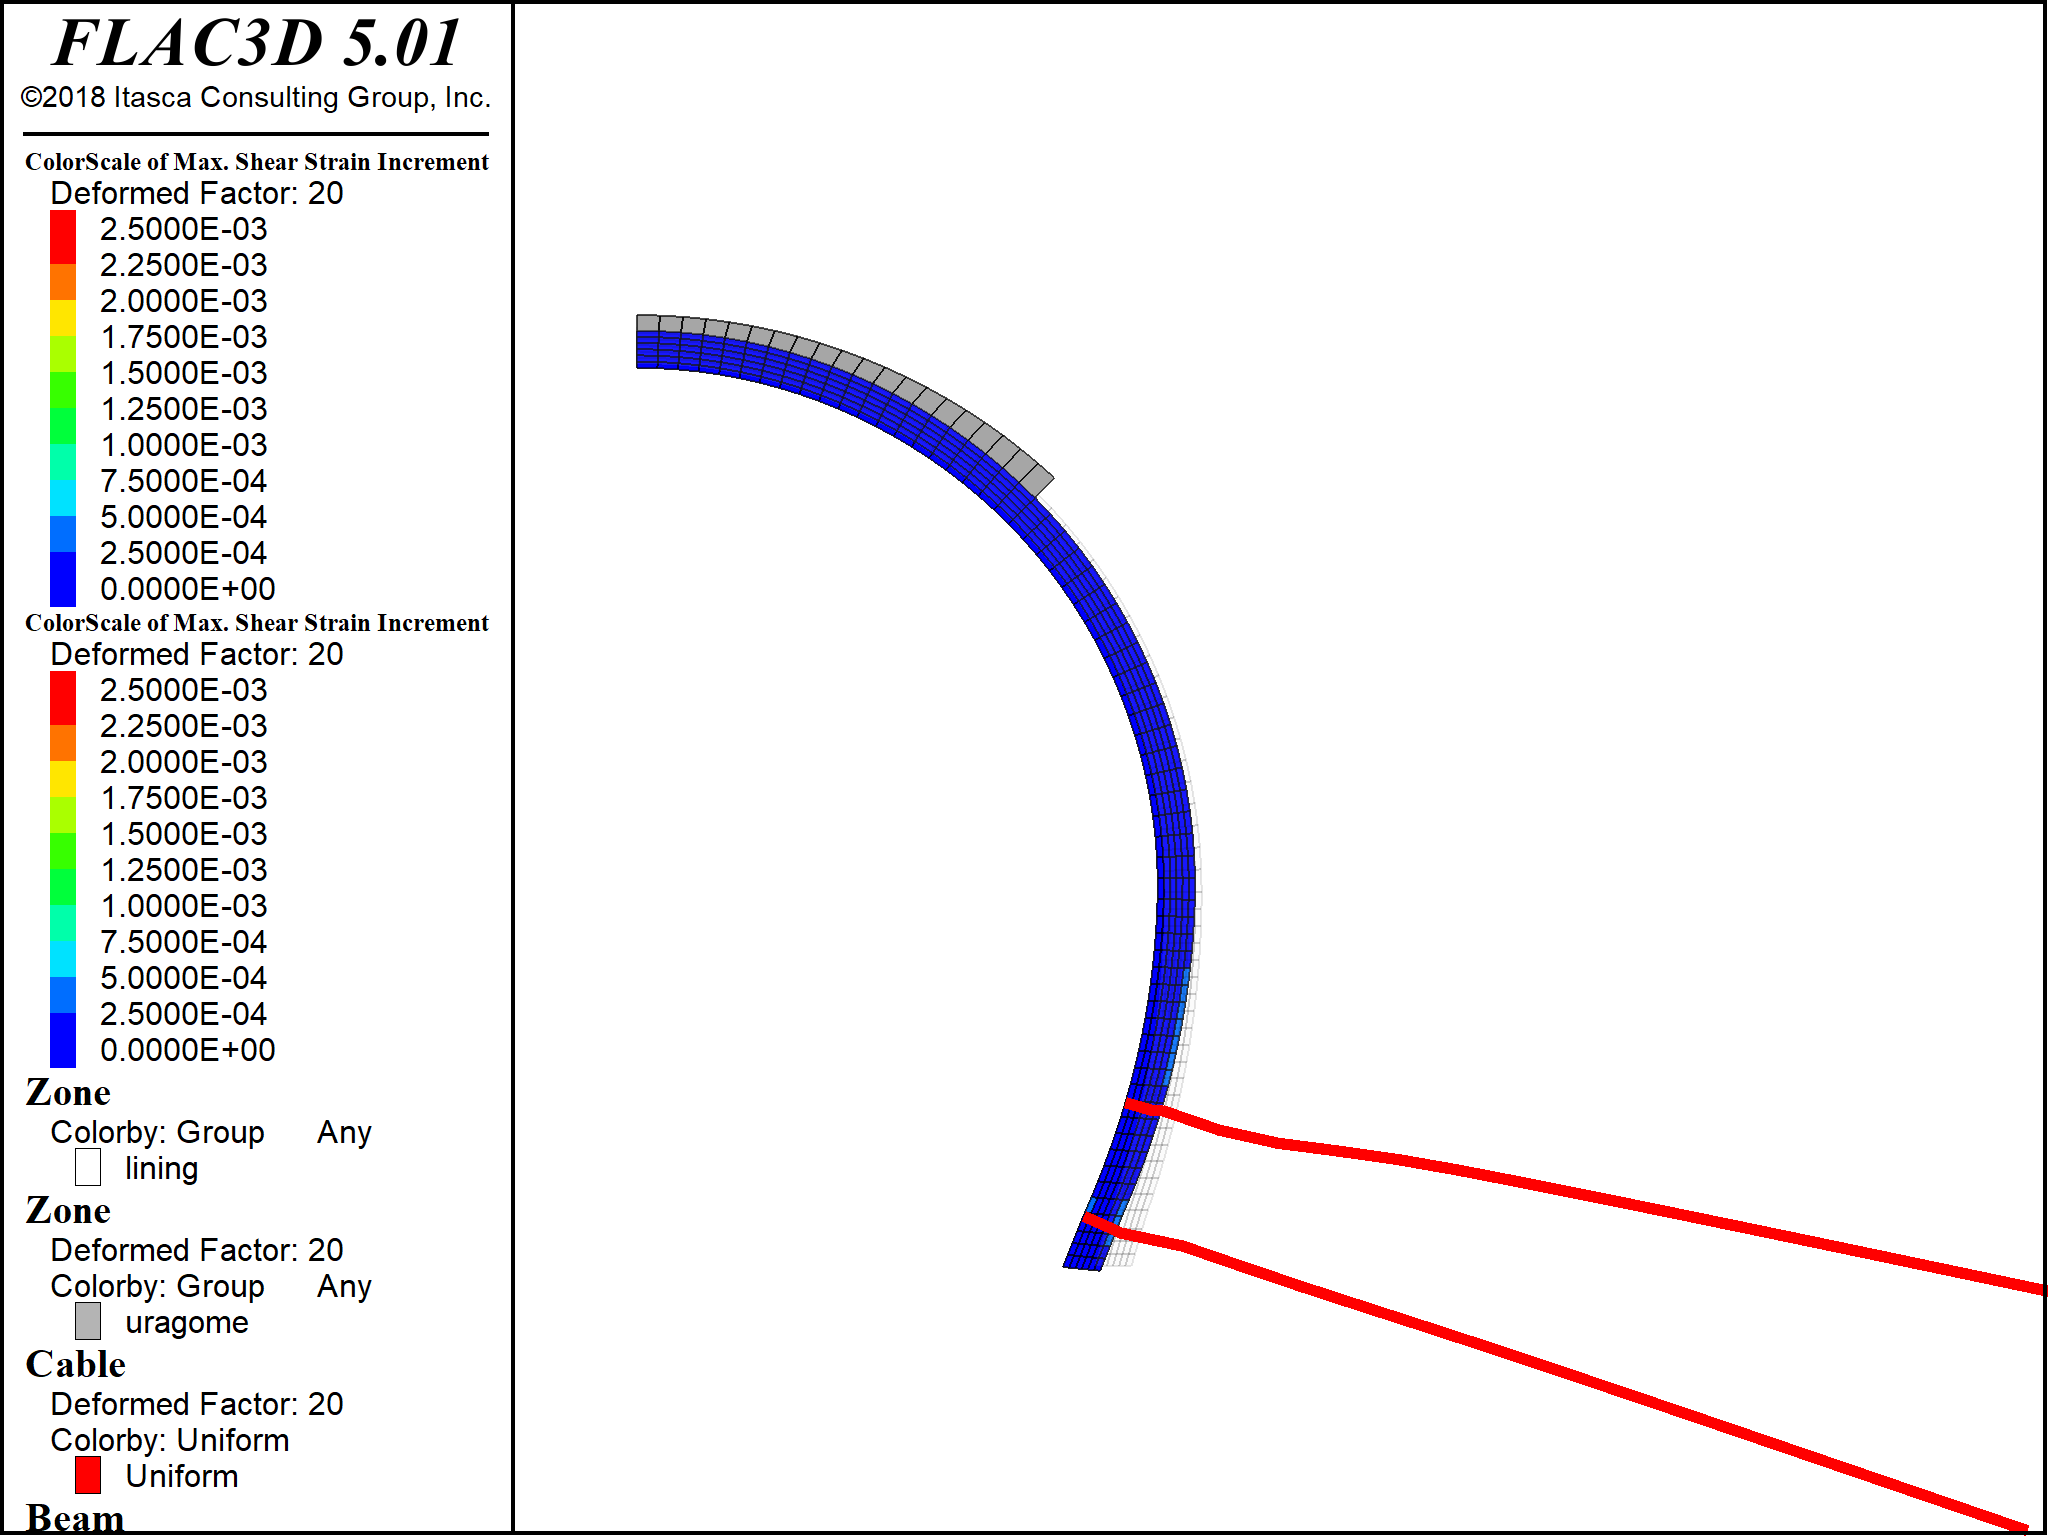 FLAC3D 5.01
©2018 Itasca Consulting Group, Inc.
ColorScale of Max. Shear Strain Increment
Deformed Factor: 20
2.5000E-03
2.2500E-03
2.0000E-03
1.7500E-03
1.5000E-03
1.2500E-03
1.0000E-03
7.5000E-04
5.0000E-04
2.5000E-04
0.0000E+00
ColorScale of Max. Shear Strain Increment
Deformed Factor: 20
2.5000E-03
2.2500E-03
2.0000E-03
1.7500E-03
1.5000E-03
1.2500E-03
1.0000E-03
7.5000E-04
5.0000E-04
2.5000E-04
0.0000E+00
Zone
Colorby: Group Any
lining
Zone
Deformed Factor: 20
Colorby: Group Any
uragome
Cable
Deformed Factor: 20
Colorby: Uniform
Uniform
Beam